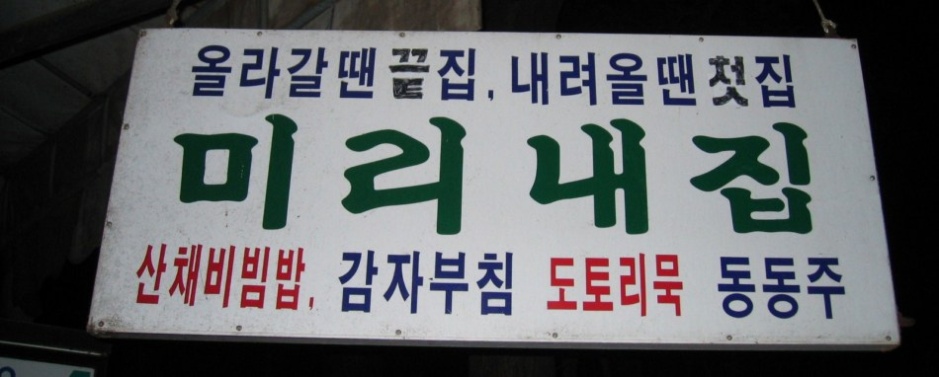 올라갈땐끝집, 내려올땐첫집
미리내집
산채비빔밥, 감자부침 도토리묵 동동주